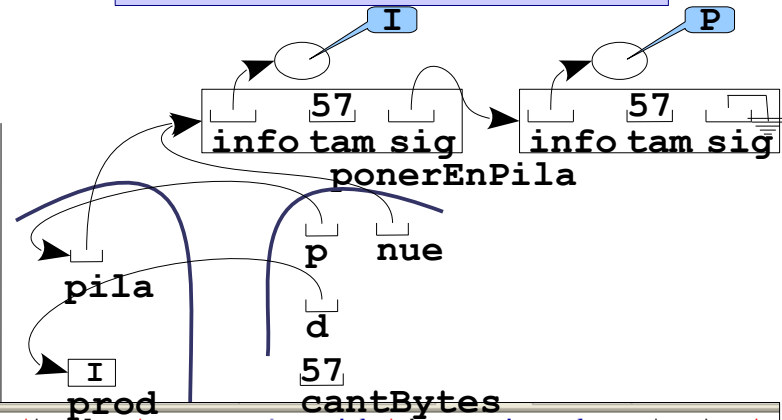 I P
57 57
info tam sig info tam sig
ponerEnPila
p nue
pila
d
I 57
prod cantBytes